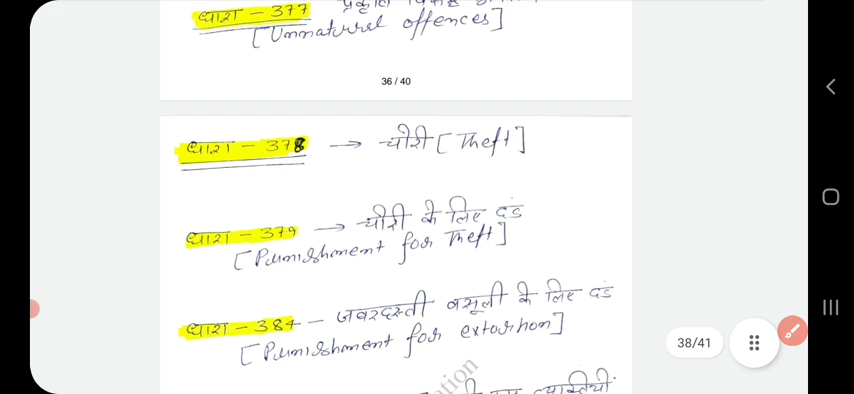 धारा - 377
[Unnatural offences]
36 / 40
धारा - 378 → चोरी [Theft]
धारा - 379 → चोरी के लिए दंड
[Punishment for Theft]
धारा - 384 - जबरदस्ती वसूली के लिए दंड
[Punishment for extortion]
38/41